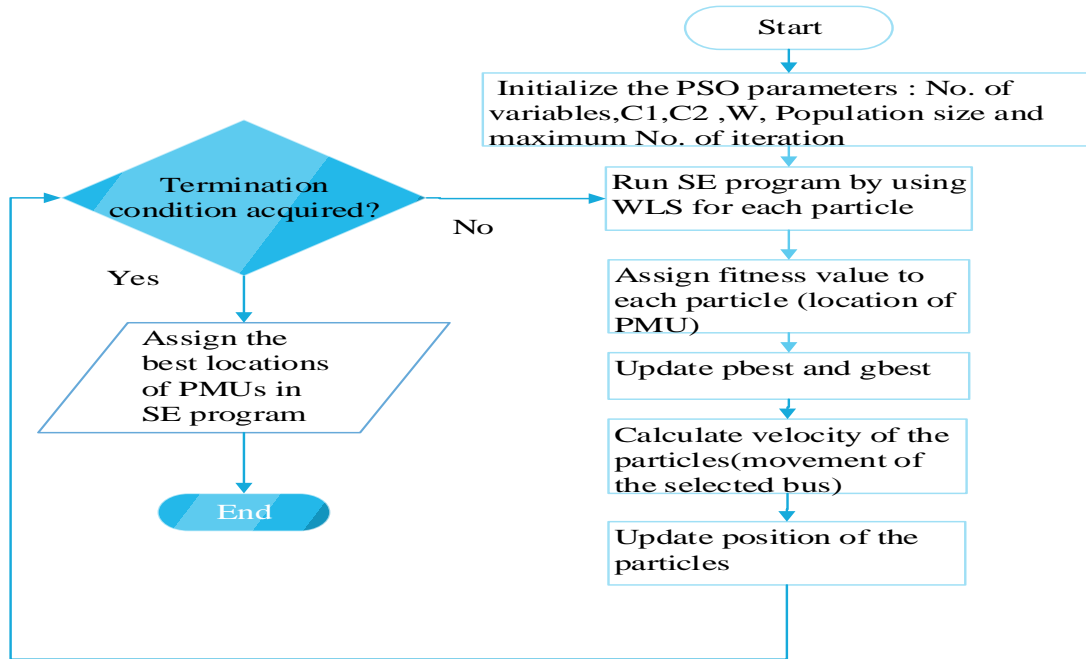 Start
Initialize the PSO parameters : No. of
variables,C1,C2 ,W, Population size and
maximum No. of iteration
Run SE program by using
WLS for each particle
Assign fitness value to
each particle (location of
PMU)
Update pbest and gbest
Calculate velocity of the
particles(movement of
the selected bus)
Update position of the
particles
Termination
condition acquired?
No
Yes
Assign the
best locations
of PMUs in
SE program
End